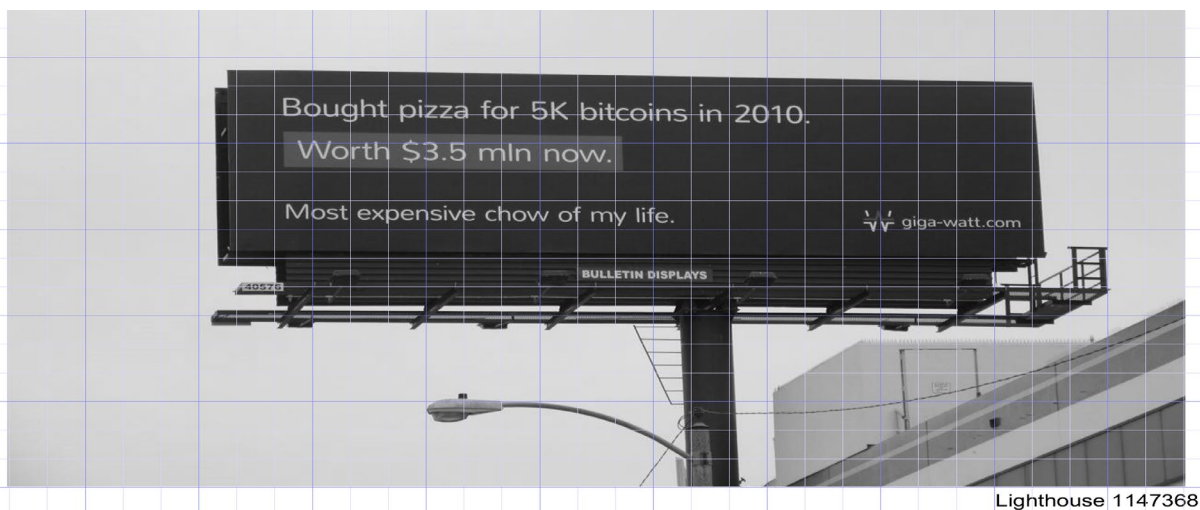 Bought pizza for 5K bitcoins in 2010.
Worth $3.5 mln now.
Most expensive chow of my life.
giga-watt.com
BULLETIN DISPLAYS
40576
Lighthouse 1147368